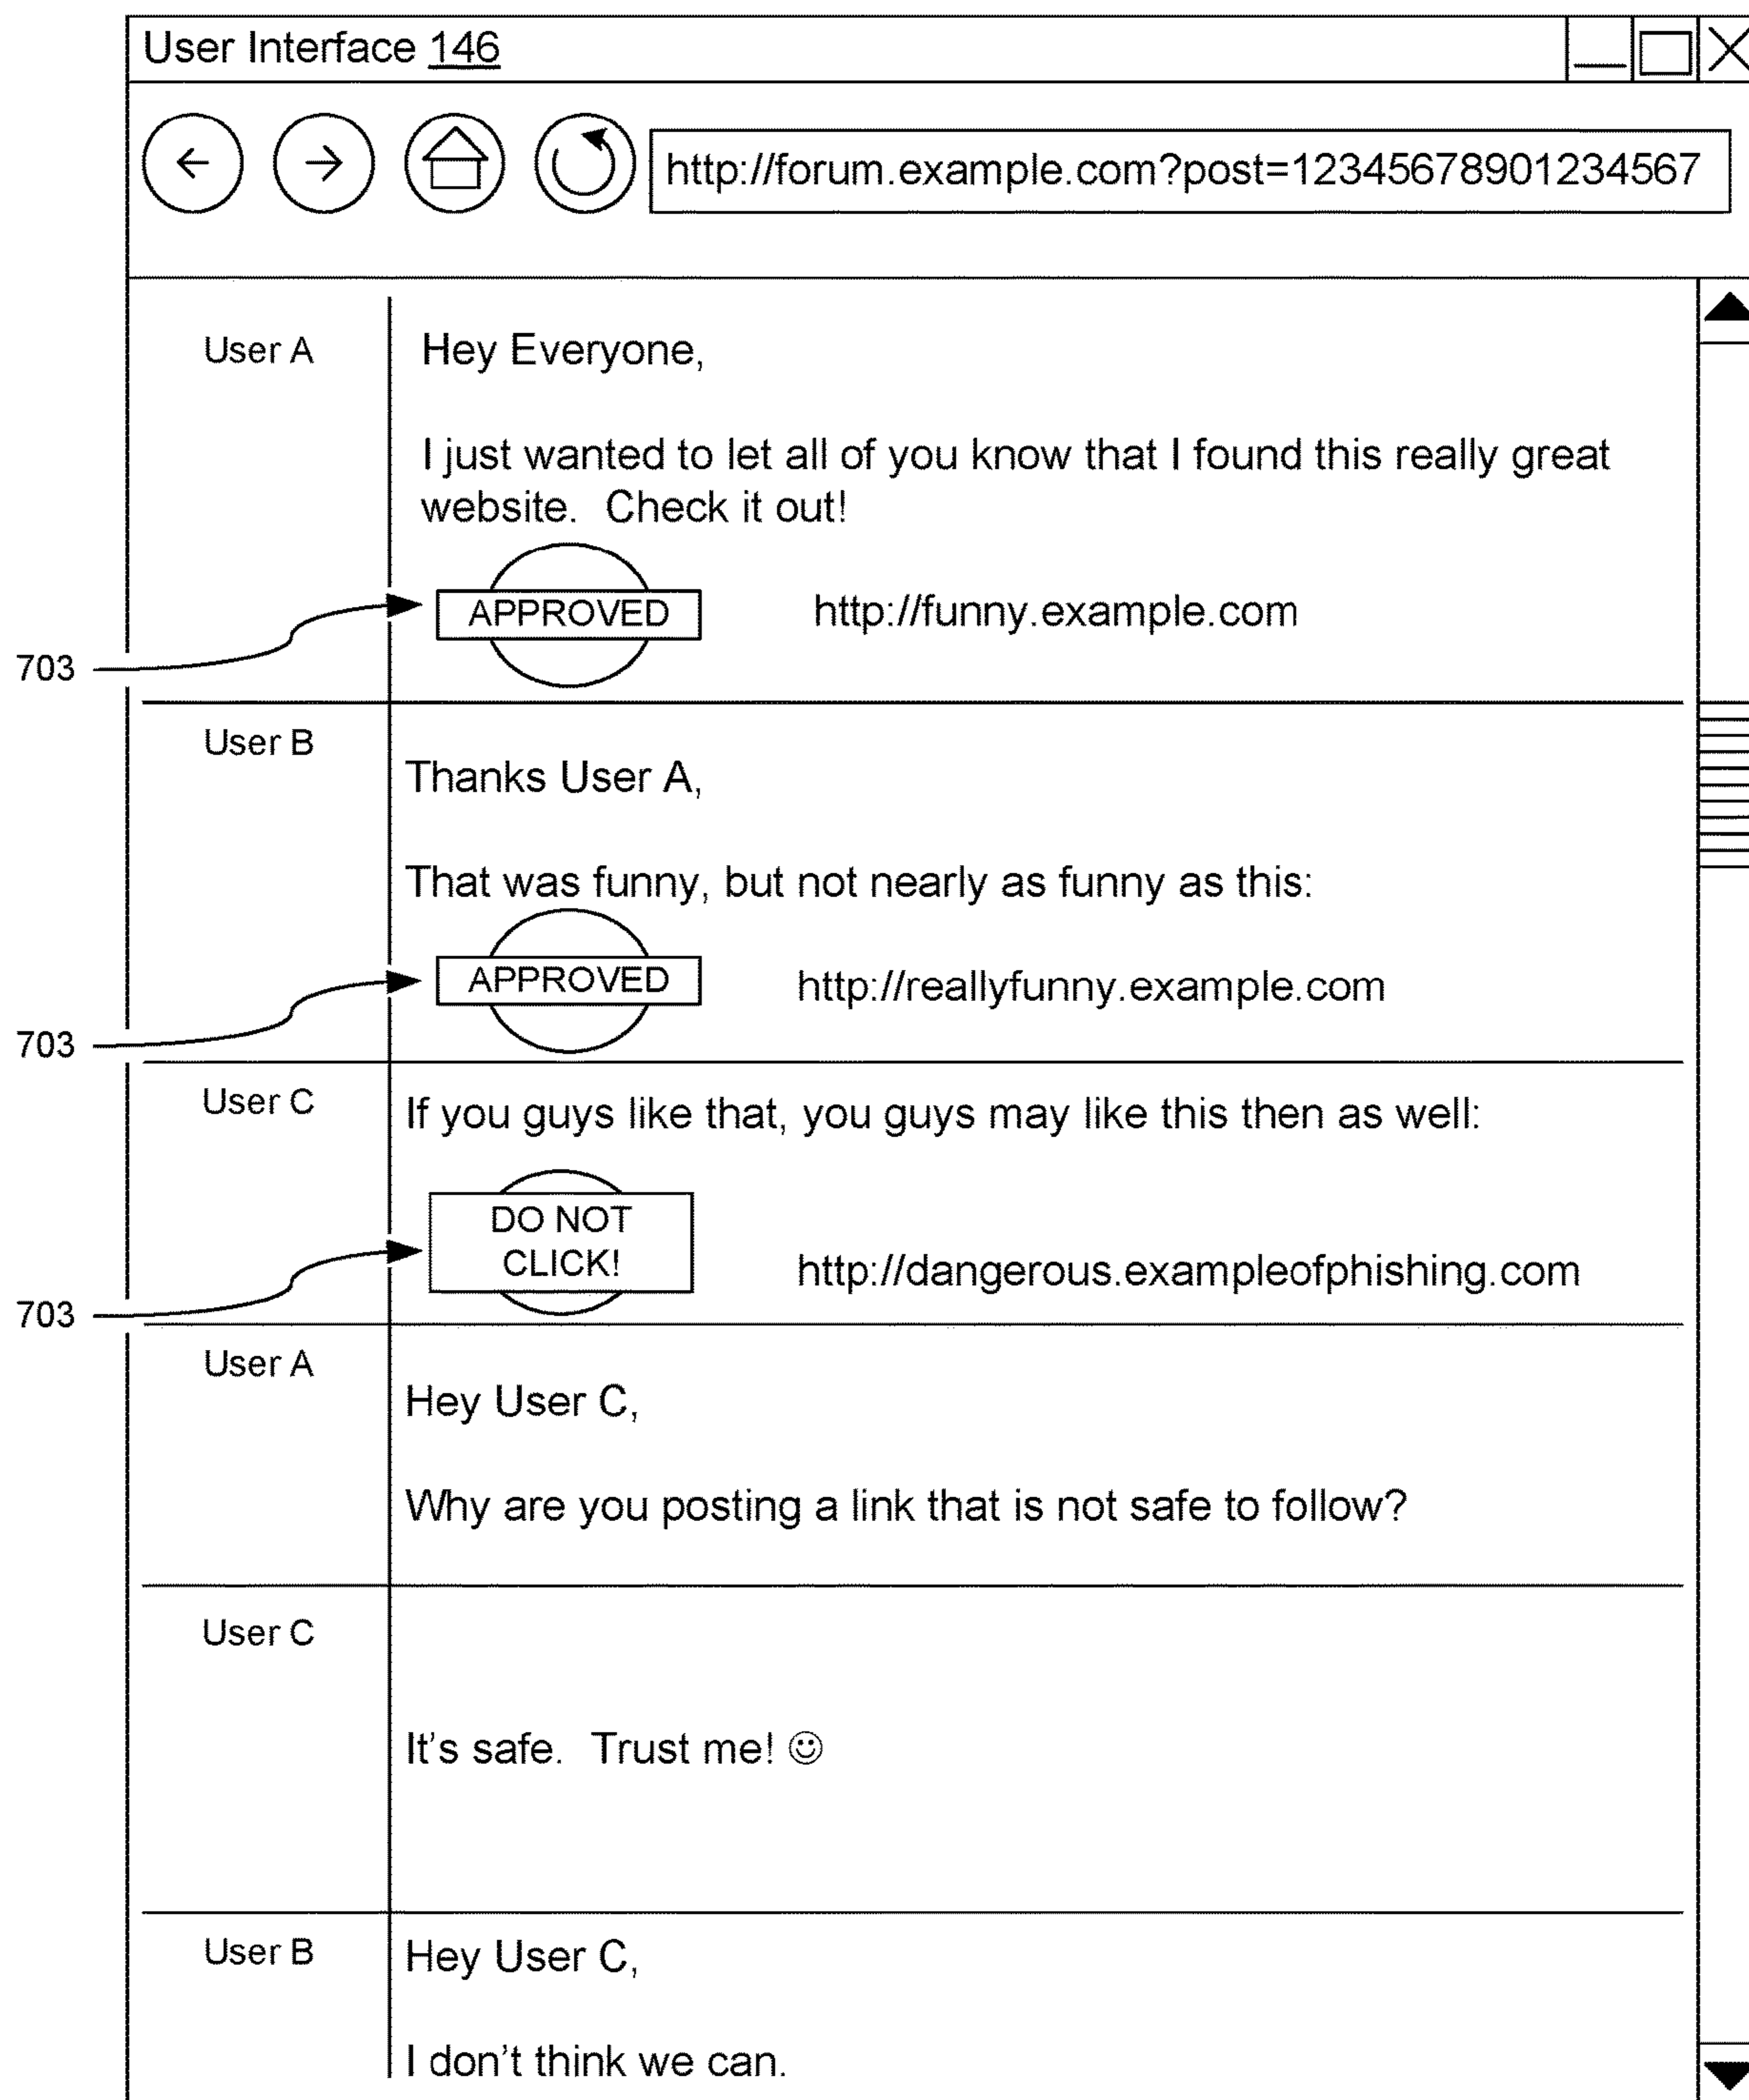 User Interface 146
http://forum.example.com?post=12345678901234567
User A
Hey Everyone,
I just wanted to let all of you know that I found this really great
website. Check it out!
APPROVED
http://funny.example.com
703
User B
Thanks User A,
That was funny, but not nearly as funny as this:
APPROVED
http://reallyfunny.example.com
703
User C
If you guys like that, you guys may like this then as well:
DO NOT
CLICK!
http://dangerous.exampleofphishing.com
703
User A
Hey User C,
Why are you posting a link that is not safe to follow?
User C
It's safe. Trust me! ☺
User B
Hey User C,
I don't think we can.